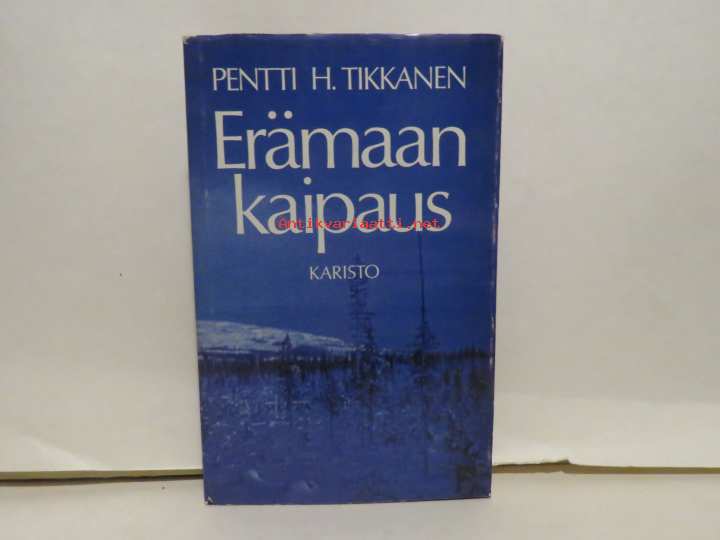 PENTTI H. TIKKANEN
Erämaan
kaipaus
Antikvariaatti.net
KARISTO